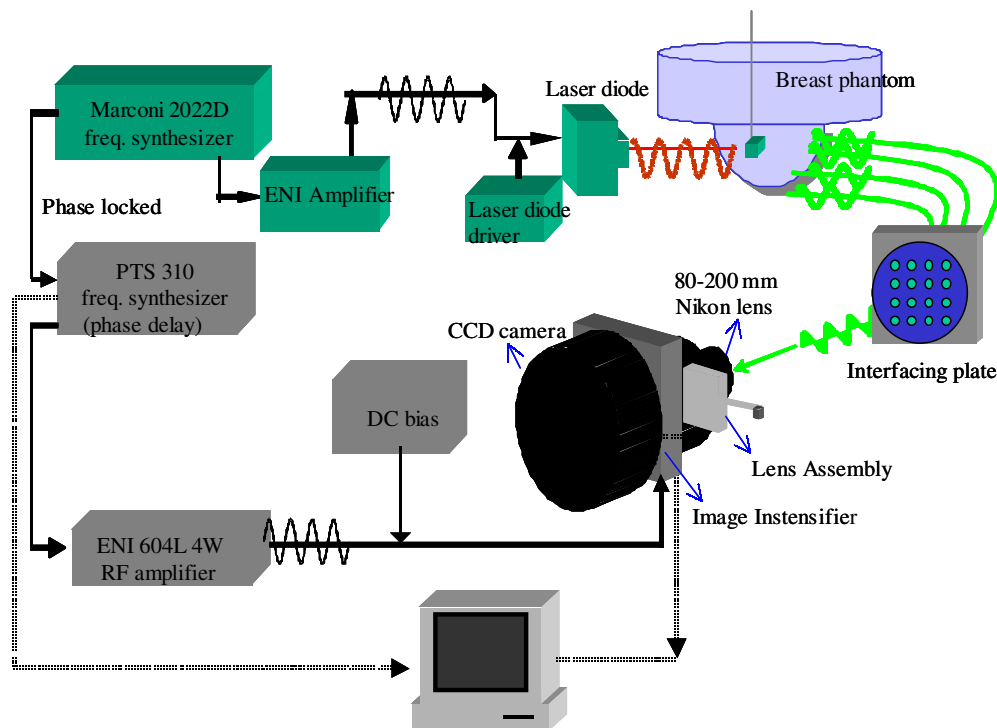 Marconi 2022D
freq. synthesizer
ENI Amplifier
Laser diode
driver
Laser diode
Breast phantom
Phase locked
PTS 310
freq. synthesizer
(phase delay)
80-200 mm
Nikon lens
CCD camera
Interfacing plate
DC bias
Lens Assembly
Image Instensifier
ENI 604L 4W
RF amplifier